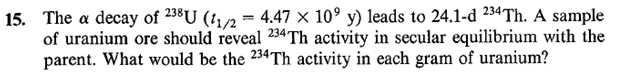 15. The α decay of ²³⁸U (t₁/₂ = 4.47 × 10⁹ y) leads to 24.1-d ²³⁴Th. A sample
of uranium ore should reveal ²³⁴Th activity in secular equilibrium with the
parent. What would be the ²³⁴Th activity in each gram of uranium?